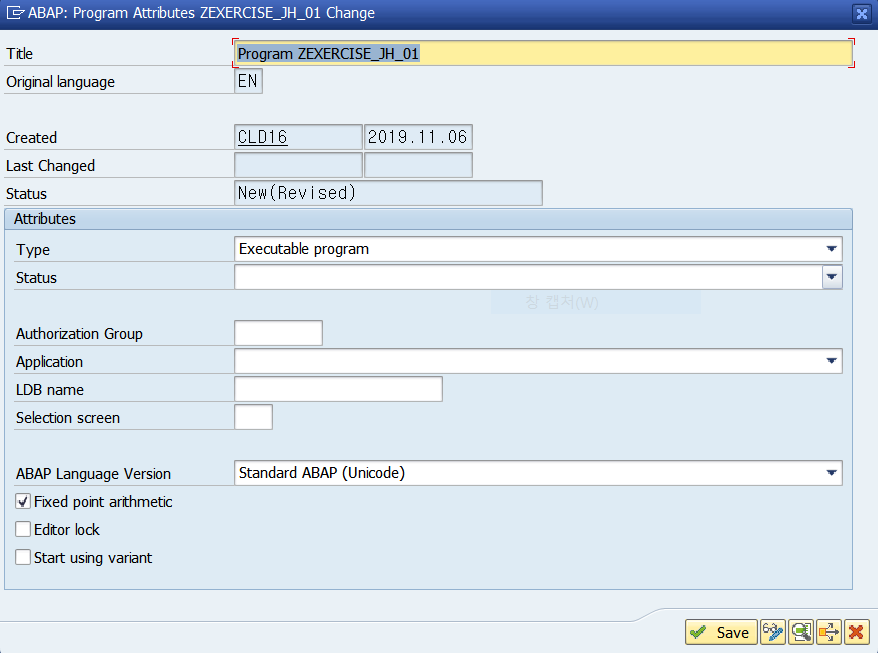 ABAP: Program Attributes ZEXERCISE_JH_01 Change
Title Program ZEXERCISE_JH_01
Original language EN
Created CLD16 2019.11.06
Last Changed
Status New(Revised)
Attributes
Type Executable program
Status
창 캡처(W)
Authorization Group
Application
LDB name
Selection screen
ABAP Language Version Standard ABAP (Unicode)
Fixed point arithmetic
Editor lock
Start using variant
Save